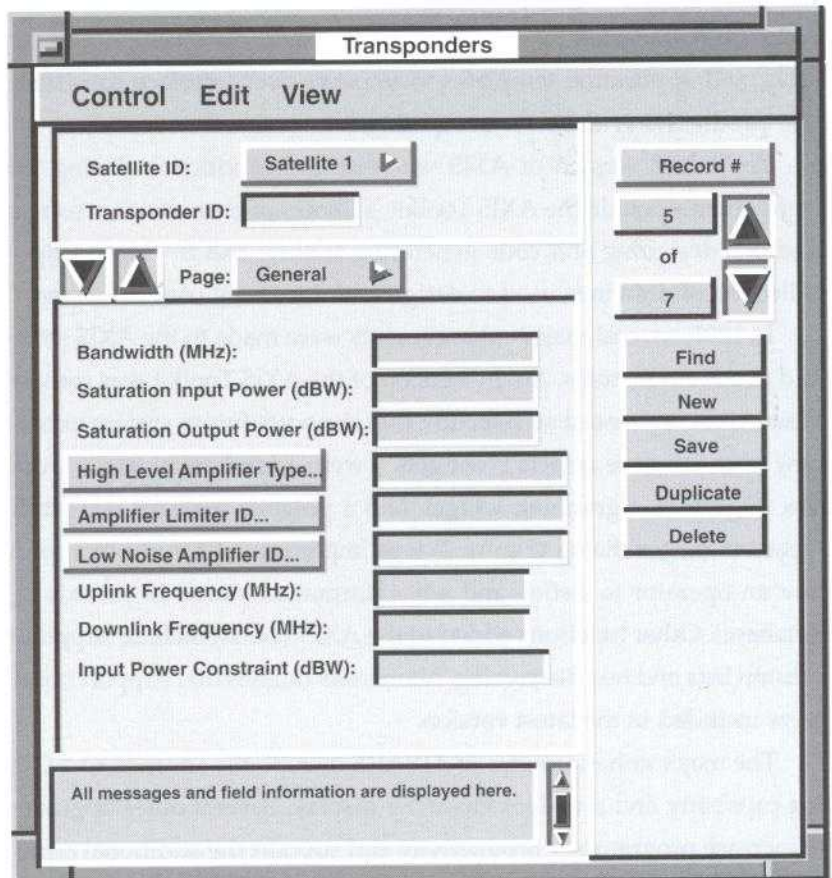 Transponders
Control Edit View
Satellite ID: Satellite 1
Transponder ID:
Page: General
Record #
5
of
7
Bandwidth (MHz):
Saturation Input Power (dBW):
Saturation Output Power (dBW):
High Level Amplifier Type...
Amplifier Limiter ID...
Low Noise Amplifier ID...
Uplink Frequency (MHz):
Downlink Frequency (MHz):
Input Power Constraint (dBW):
Find
New
Save
Duplicate
Delete
All messages and field information are displayed here.